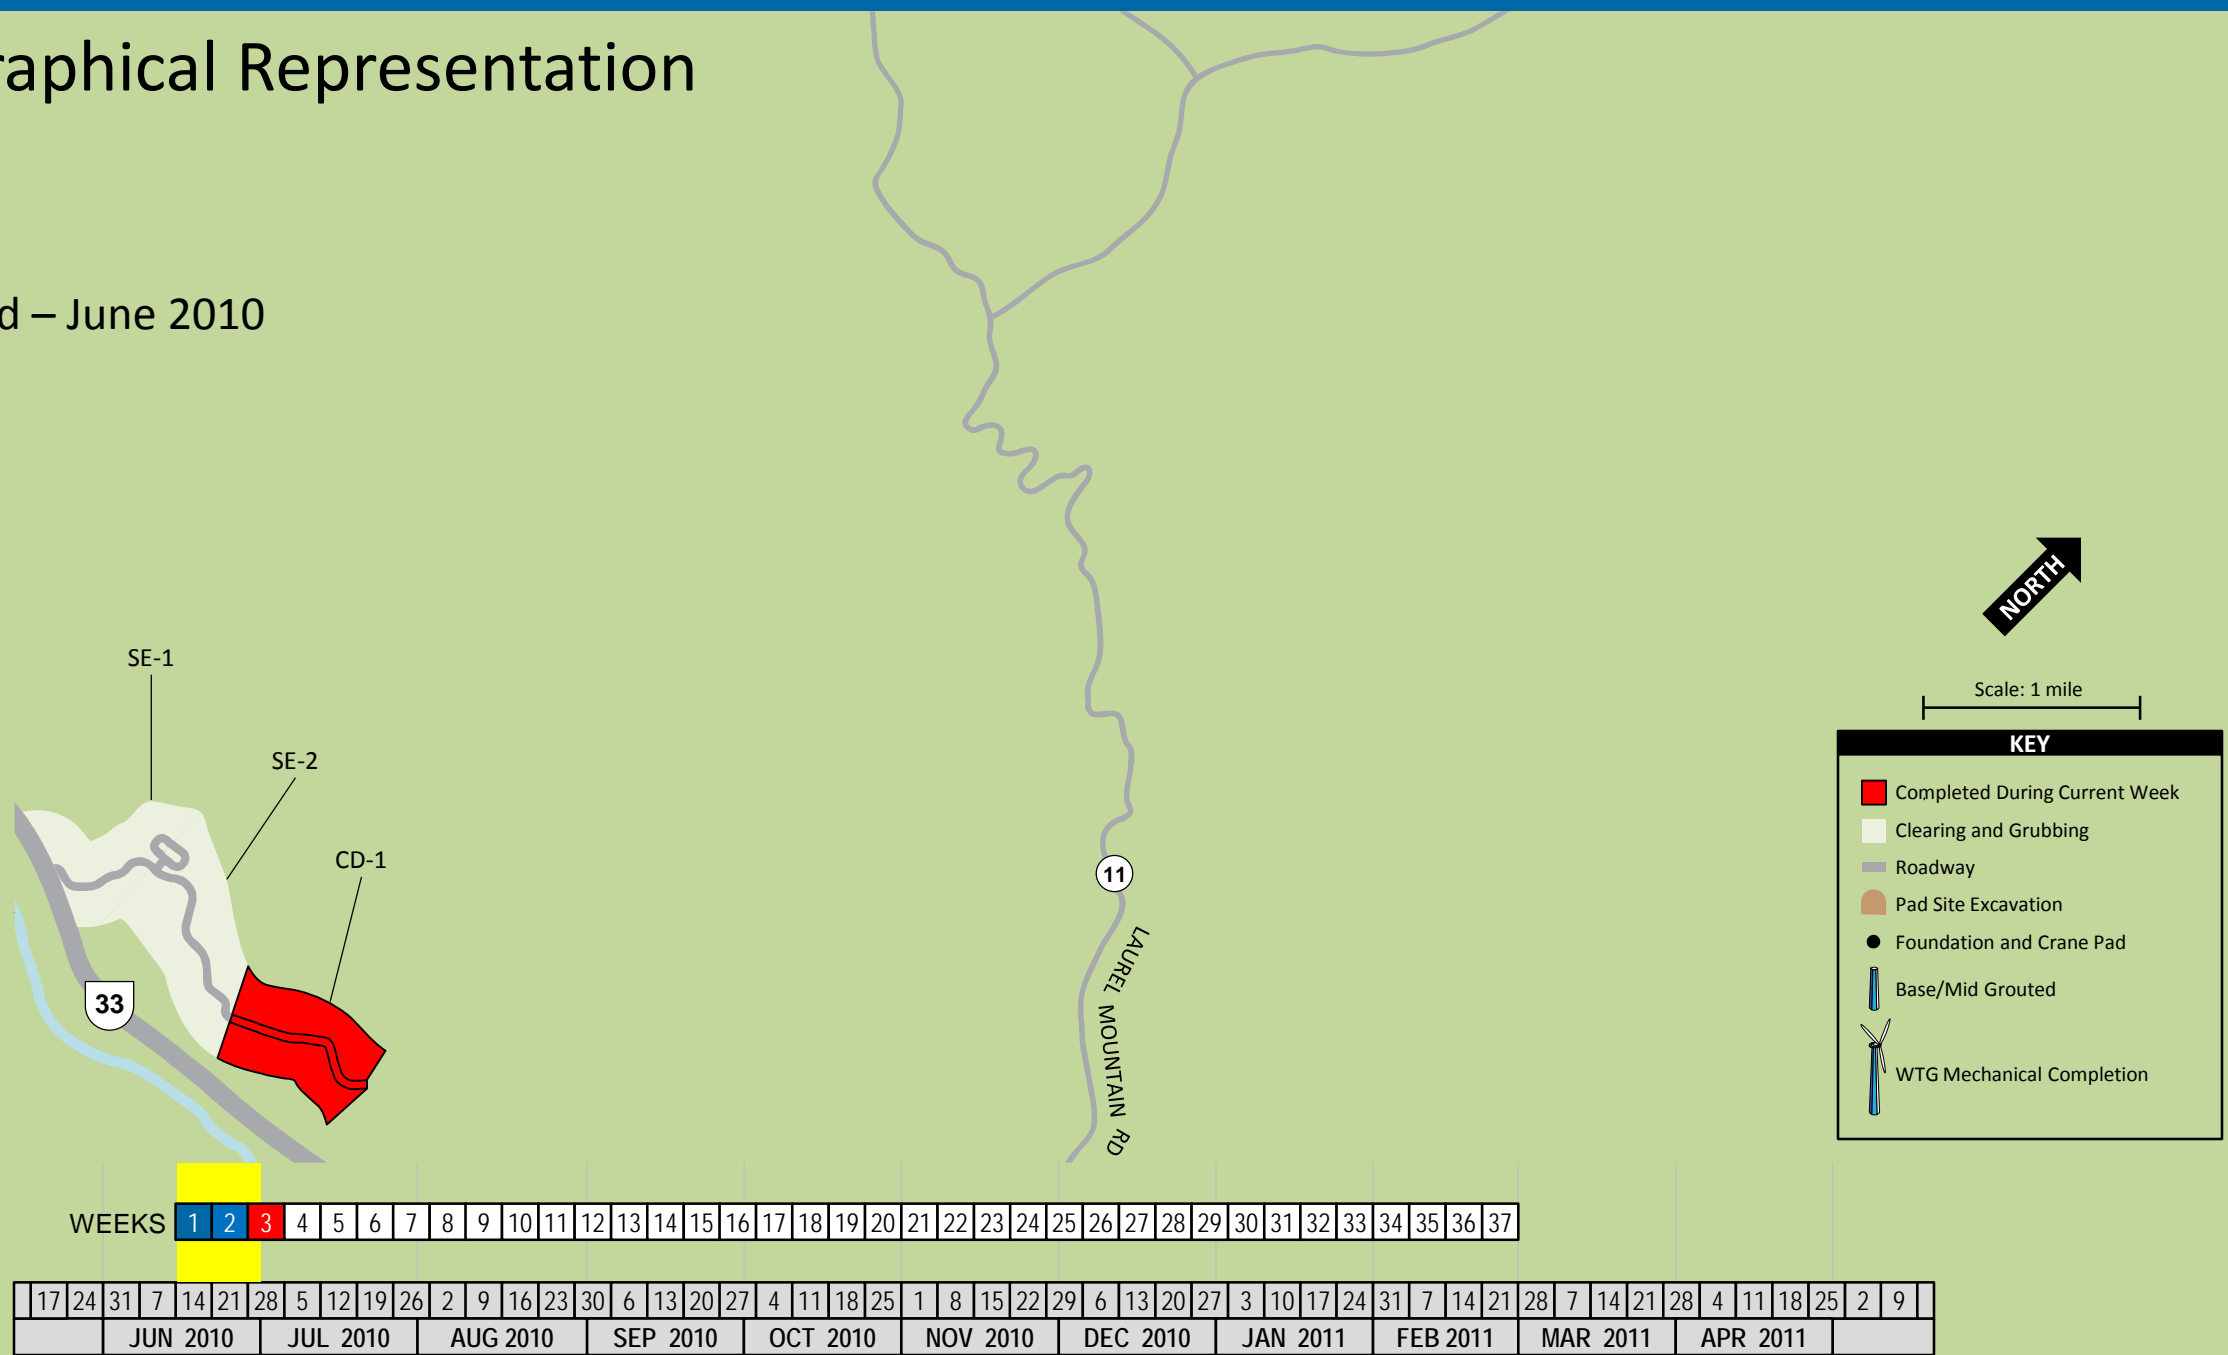 raphical Representation
d – June 2010
NORTH
Scale: 1 mile
SE-1
SE-2
CD-1
33
11
LAUREL MOUNTAIN RD
KEY
Completed During Current Week
Clearing and Grubbing
Roadway
Pad Site Excavation
Foundation and Crane Pad
Base/Mid Grouted
WTG Mechanical Completion
WEEKS 1 2 3 4 5 6 7 8 9 10 11 12 13 14 15 16 17 18 19 20 21 22 23 24 25 26 27 28 29 30 31 32 33 34 35 36 37
17 24 31 7 14 21 28 5 12 19 26 2 9 16 23 30 6 13 20 27 4 11 18 25 1 8 15 22 29 6 13 20 27 3 10 17 24 31 7 14 21 28 7 14 21 28 4 11 18 25 2 9
JUN 2010 JUL 2010 AUG 2010 SEP 2010 OCT 2010 NOV 2010 DEC 2010 JAN 2011 FEB 2011 MAR 2011 APR 2011